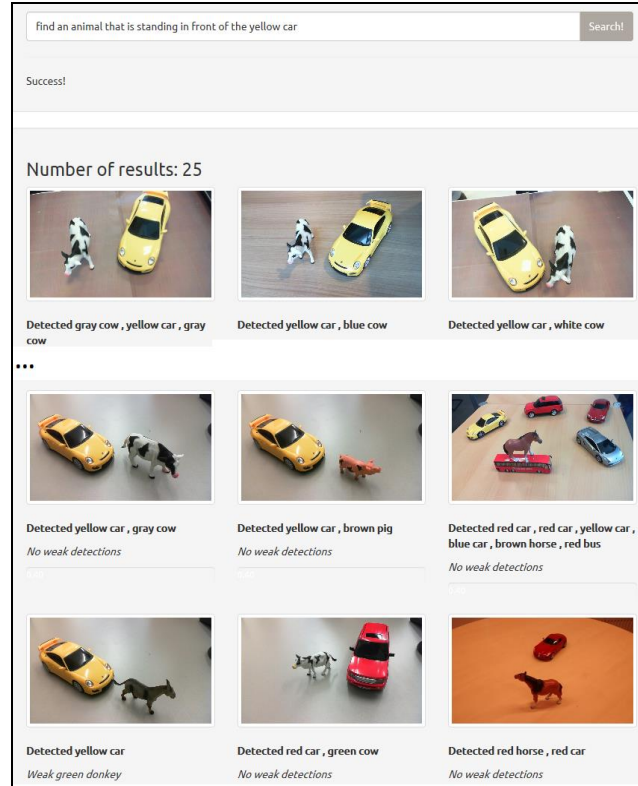 find an animal that is standing in front of the yellow car
Search!
Success!
Number of results: 25
Detected gray cow , yellow car , gray
cow
Detected yellow car , blue cow
Detected yellow car , white cow
...
Detected yellow car , gray cow
No weak detections
Detected yellow car , brown pig
No weak detections
Detected red car , red car , yellow car ,
blue car , brown horse , red bus
No weak detections
Detected yellow car
Weak green donkey
Detected red car , green cow
No weak detections
Detected red horse , red car
No weak detections